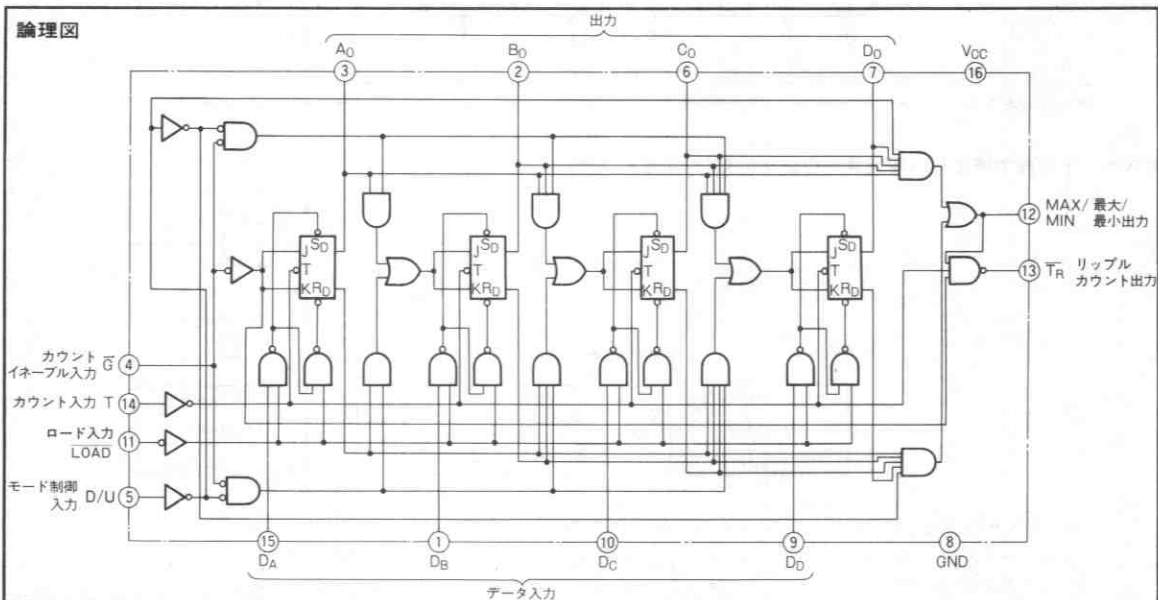 論理図
出力
AO BO CO DO VCC
3 2 6 7 16
MAX/ 最大/
12
MIN 最小出力
SD SD SD SD
J J J J
T T T T
K RD K RD K RD K RD
TR リップル
13
カウント出力
カウント G 4
イネーブル入力
カウント入力 T 14
ロード入力 11
LOAD
モード制御
入力 D/U 5
15 1 10 9 8
DA DB DC DD GND
データ入力